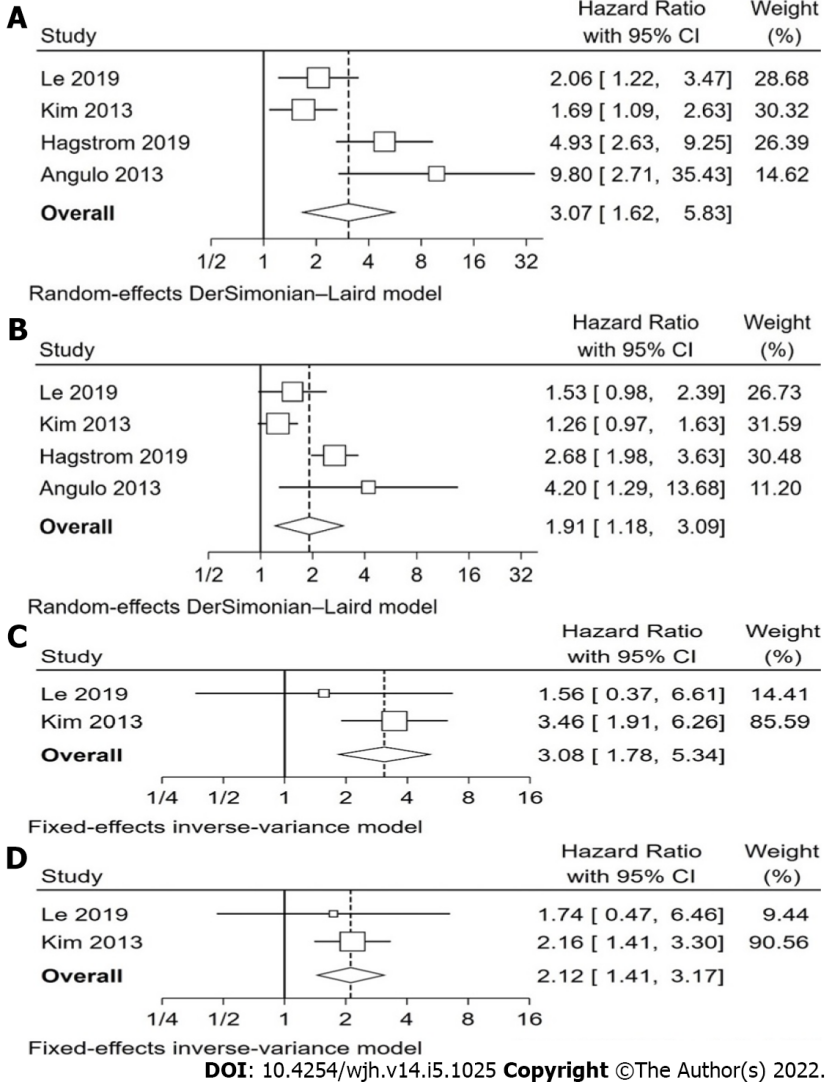 A
Hazard Ratio Weight
Study with 95% CI (%)
Le 2019 2.06 [ 1.22, 3.47] 28.68
Kim 2013 1.69 [ 1.09, 2.63] 30.32
Hagstrom 2019 4.93 [ 2.63, 9.25] 26.39
Angulo 2013 9.80 [ 2.71, 35.43] 14.62
Overall 3.07 [ 1.62, 5.83]
1/2 1 2 4 8 16 32
Random-effects DerSimonian–Laird model
B
Hazard Ratio Weight
Study with 95% CI (%)
Le 2019 1.53 [ 0.98, 2.39] 26.73
Kim 2013 1.26 [ 0.97, 1.63] 31.59
Hagstrom 2019 2.68 [ 1.98, 3.63] 30.48
Angulo 2013 4.20 [ 1.29, 13.68] 11.20
Overall 1.91 [ 1.18, 3.09]
1/2 1 2 4 8 16 32
Random-effects DerSimonian–Laird model
C
Hazard Ratio Weight
Study with 95% CI (%)
Le 2019 1.56 [ 0.37, 6.61] 14.41
Kim 2013 3.46 [ 1.91, 6.26] 85.59
Overall 3.08 [ 1.78, 5.34]
1/4 1/2 1 2 4 8 16
Fixed-effects inverse-variance model
D
Hazard Ratio Weight
Study with 95% CI (%)
Le 2019 1.74 [ 0.47, 6.46] 9.44
Kim 2013 2.16 [ 1.41, 3.30] 90.56
Overall 2.12 [ 1.41, 3.17]
1/4 1/2 1 2 4 8 16
Fixed-effects inverse-variance model
DOI: 10.4254/wjh.v14.i5.1025 Copyright ©The Author(s) 2022.